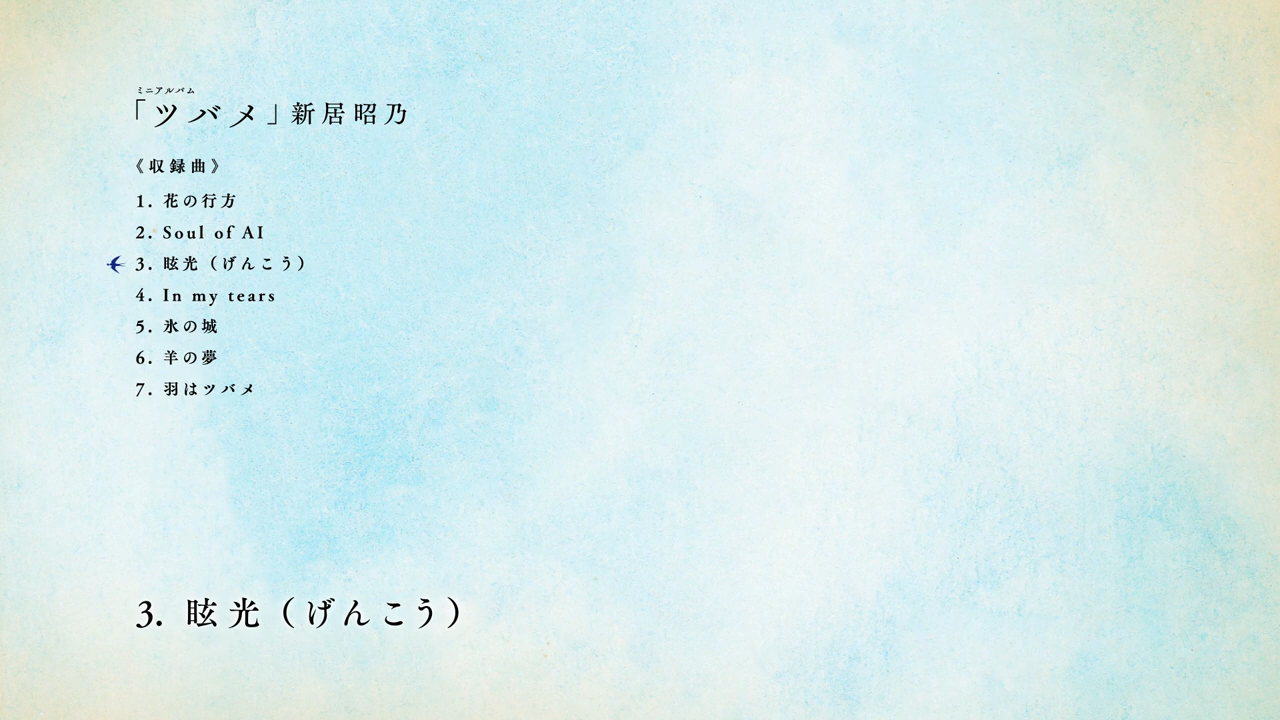 ミニアルバム
「ツバメ」新居昭乃
《収録曲》
1. 花の行方
2. Soul of AI
3. 眩光（げんこう）
4. In my tears
5. 氷の城
6. 羊の夢
7. 羽はツバメ
3. 眩光（げんこう）